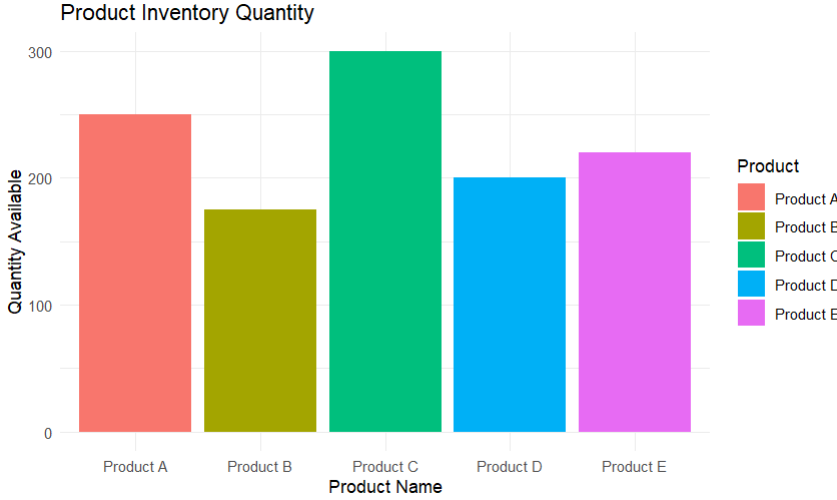 Product Inventory Quantity
300
200
100
0
Quantity Available
Product A
Product B
Product C
Product D
Product E
Product Name
Product
Product A
Product B
Product C
Product D
Product E